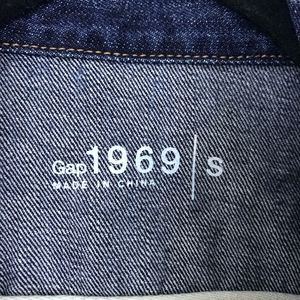 Gap 1969 | S
MADE IN CHINA